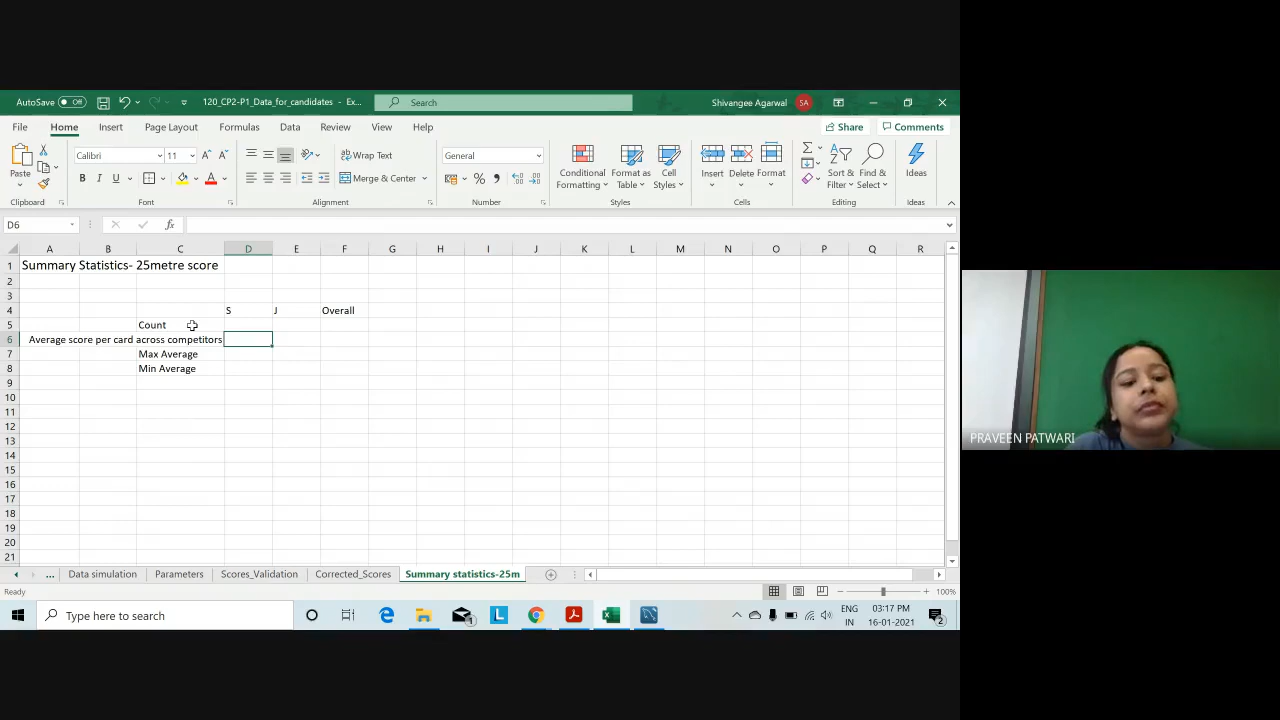 AutoSave Off 120_CP2-P1_Data_for_candidates - Ex... Search Shivangee Agarwal SA
File Home Insert Page Layout Formulas Data Review View Help Share Comments
Calibri 11 Wrap Text General
Paste B I U Merge & Center Conditional Formatting Format as Table Cell Styles Insert Delete Format Sort & Filter Find & Select Ideas
Clipboard Font Alignment Number Styles Cells Editing Ideas
D6 fx
A B C D E F G H I J K L M N O P Q R
1 Summary Statistics- 25metre score
2
3
4 S J Overall
5 Count
6 Average score per card across competitors
7 Max Average
8 Min Average
9
10
11
12
13
14
15
16
17
18
19
20
21
... Data simulation Parameters Scores_Validation Corrected_Scores Summary statistics-25m
Ready 100%
Type here to search ENG IN 03:17 PM 16-01-2021
PRAVEEN PATWARI